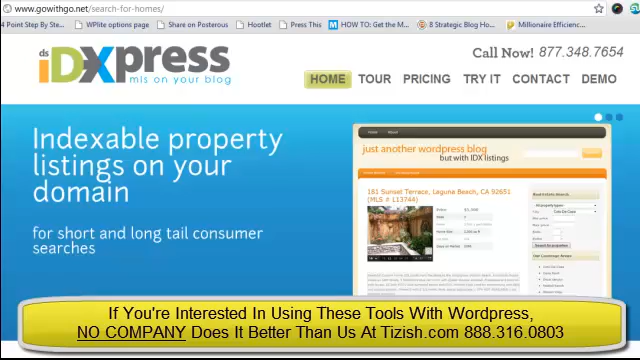 www.gowithgo.net/search-for-homes/
4 Point Step By Ste... WPlite options page Share on Posterous Hootlet Press This HOW TO: Get the M... 8 Strategic Blog Ho... Millionaire Efficienc...
ds
iDXpress
mls on your blog
Call Now! 877.348.7654
HOME TOUR PRICING TRY IT CONTACT DEMO
Indexable property
listings on your
domain
for short and long tail consumer
searches
Home About
just another wordpress blog
but with IDX listings
161 Sunset Terrace, Laguna Beach, CA 92651
(MLS # L13744)
If You're Interested In Using These Tools With Wordpress,
NO COMPANY Does It Better Than Us At Tizish.com 888.316.0803